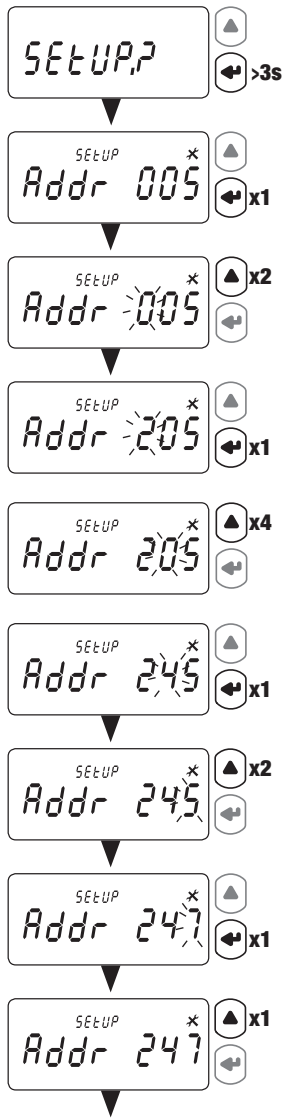 SEtUP.?
>3s
SEtUP
Addr 005
x1
SEtUP
x2
Addr 005
SEtUP
Addr 205
x1
SEtUP
x4
Addr 205
SEtUP
Addr 245
x1
SEtUP
x2
Addr 245
SEtUP
Addr 247
x1
SEtUP
x1
Addr 247